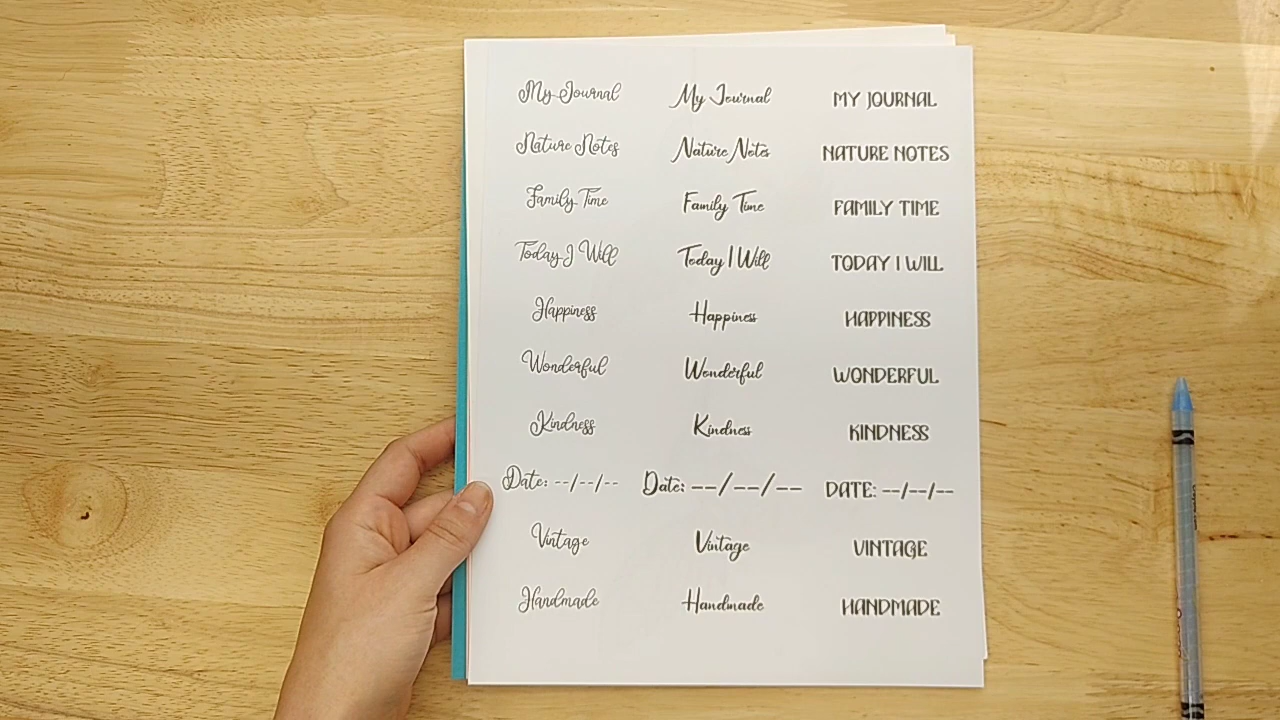 My Journal My Journal MY JOURNAL
Nature Notes Nature Notes NATURE NOTES
Family Time Family Time FAMILY TIME
Today I Will Today I Will TODAY I WILL
Happiness Happiness HAPPINESS
Wonderful Wonderful WONDERFUL
Kindness Kindness KINDNESS
Date: --/--/-- Date: --/--/-- DATE: --/--/--
Vintage Vintage VINTAGE
Handmade Handmade HANDMADE